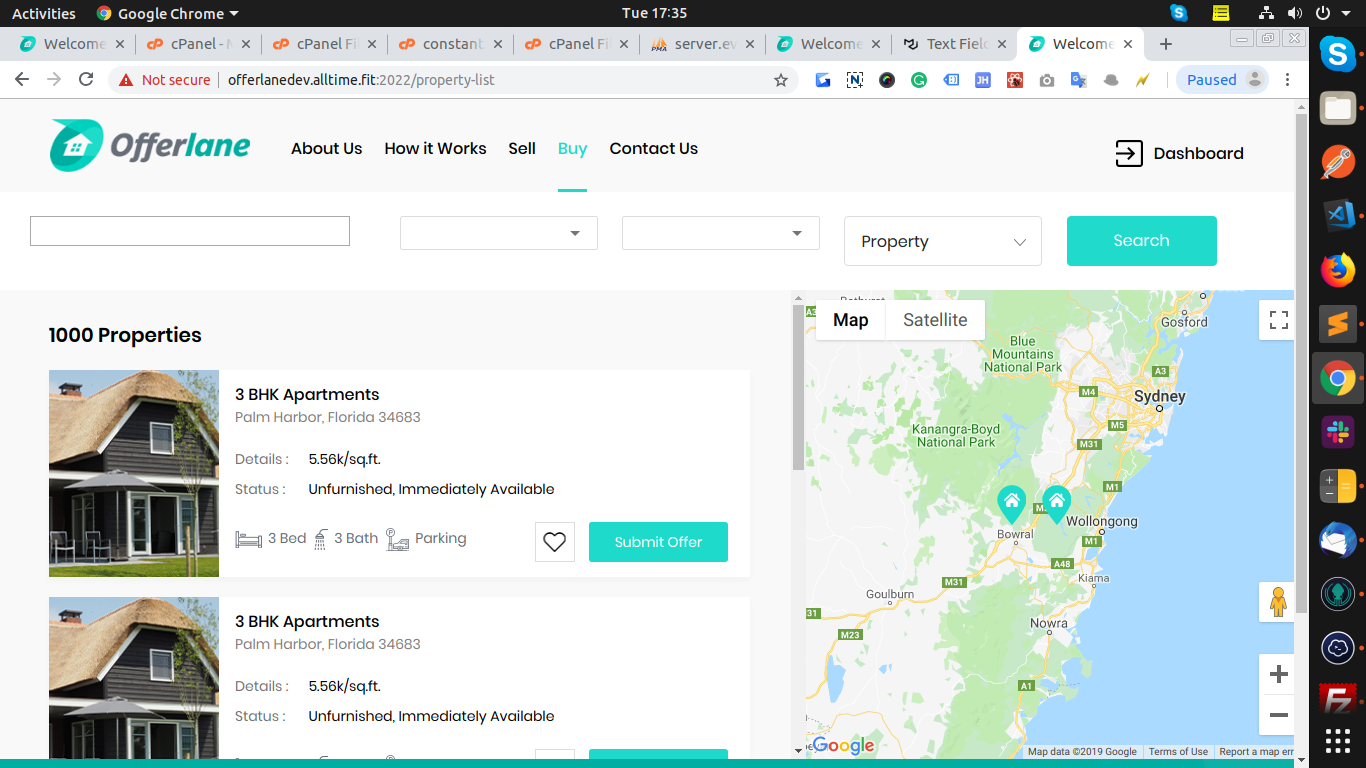 Activities Google Chrome Tue 17:35
Welcome cPanel - M cPanel Fi constant cPanel Fi server.ev Welcome Text Field Welcome
Not secure offerlanedev.alltime.fit:2022/property-list Paused
Offerlane About Us How it Works Sell Buy Contact Us Dashboard
Property Search
1000 Properties
3 BHK Apartments
Palm Harbor, Florida 34683
Details : 5.56k/sq.ft.
Status : Unfurnished, Immediately Available
3 Bed 3 Bath Parking Submit Offer
3 BHK Apartments
Palm Harbor, Florida 34683
Details : 5.56k/sq.ft.
Status : Unfurnished, Immediately Available
Map Satellite
Gosford
Blue
Mountains
National Park
A3
M4
Sydney
M5
Kanangra-Boyd
National Park
M31
M1
Wollongong
Bowral
M1
A48
M31
Kiama
Goulburn
31
Nowra
M23
A1
Google
Map data ©2019 Google Terms of Use Report a map err